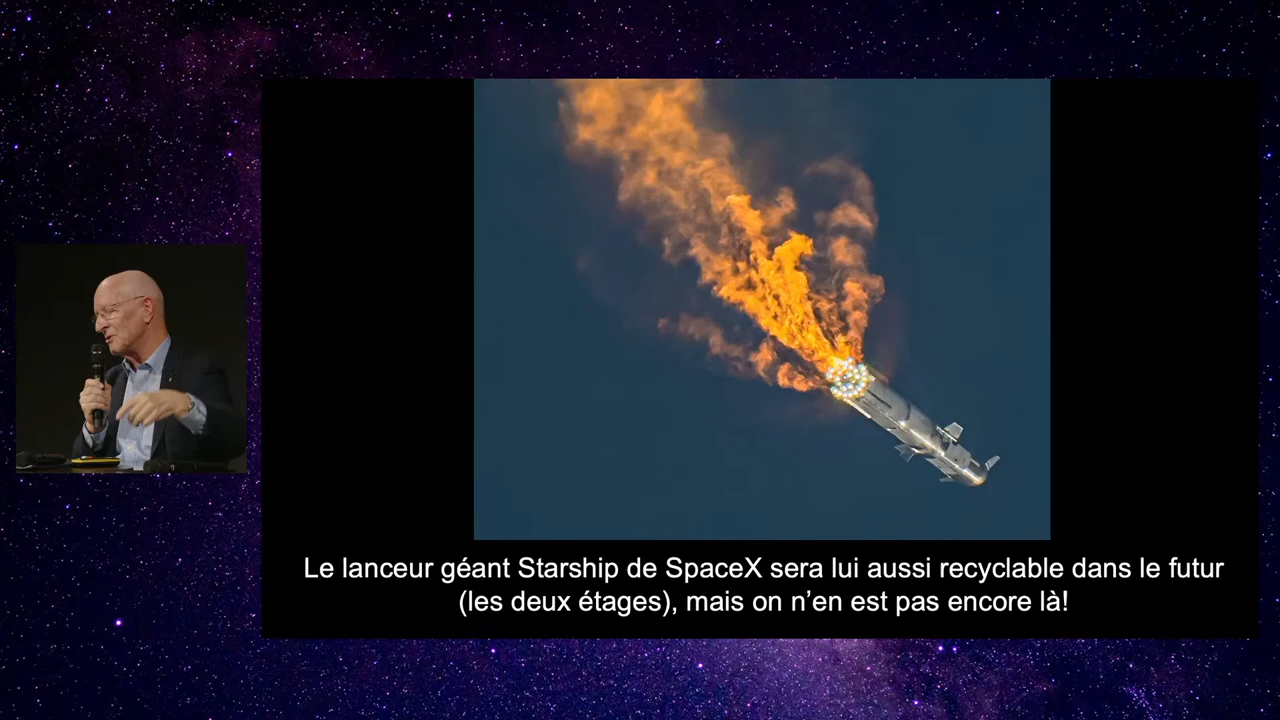 Le lanceur géant Starship de SpaceX sera lui aussi recyclable dans le futur
(les deux étages), mais on n’en est pas encore là!